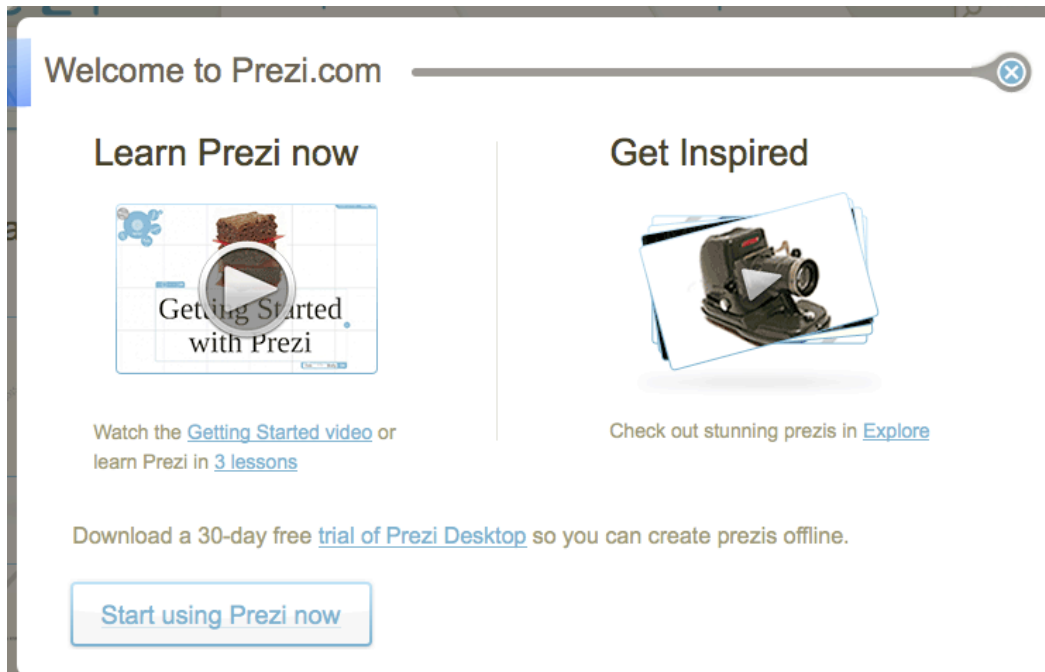 Welcome to Prezi.com
Learn Prezi now
Getting Started
with Prezi
Watch the Getting Started video or
learn Prezi in 3 lessons
Get Inspired
Check out stunning prezis in Explore
Download a 30-day free trial of Prezi Desktop so you can create prezis offline.
Start using Prezi now